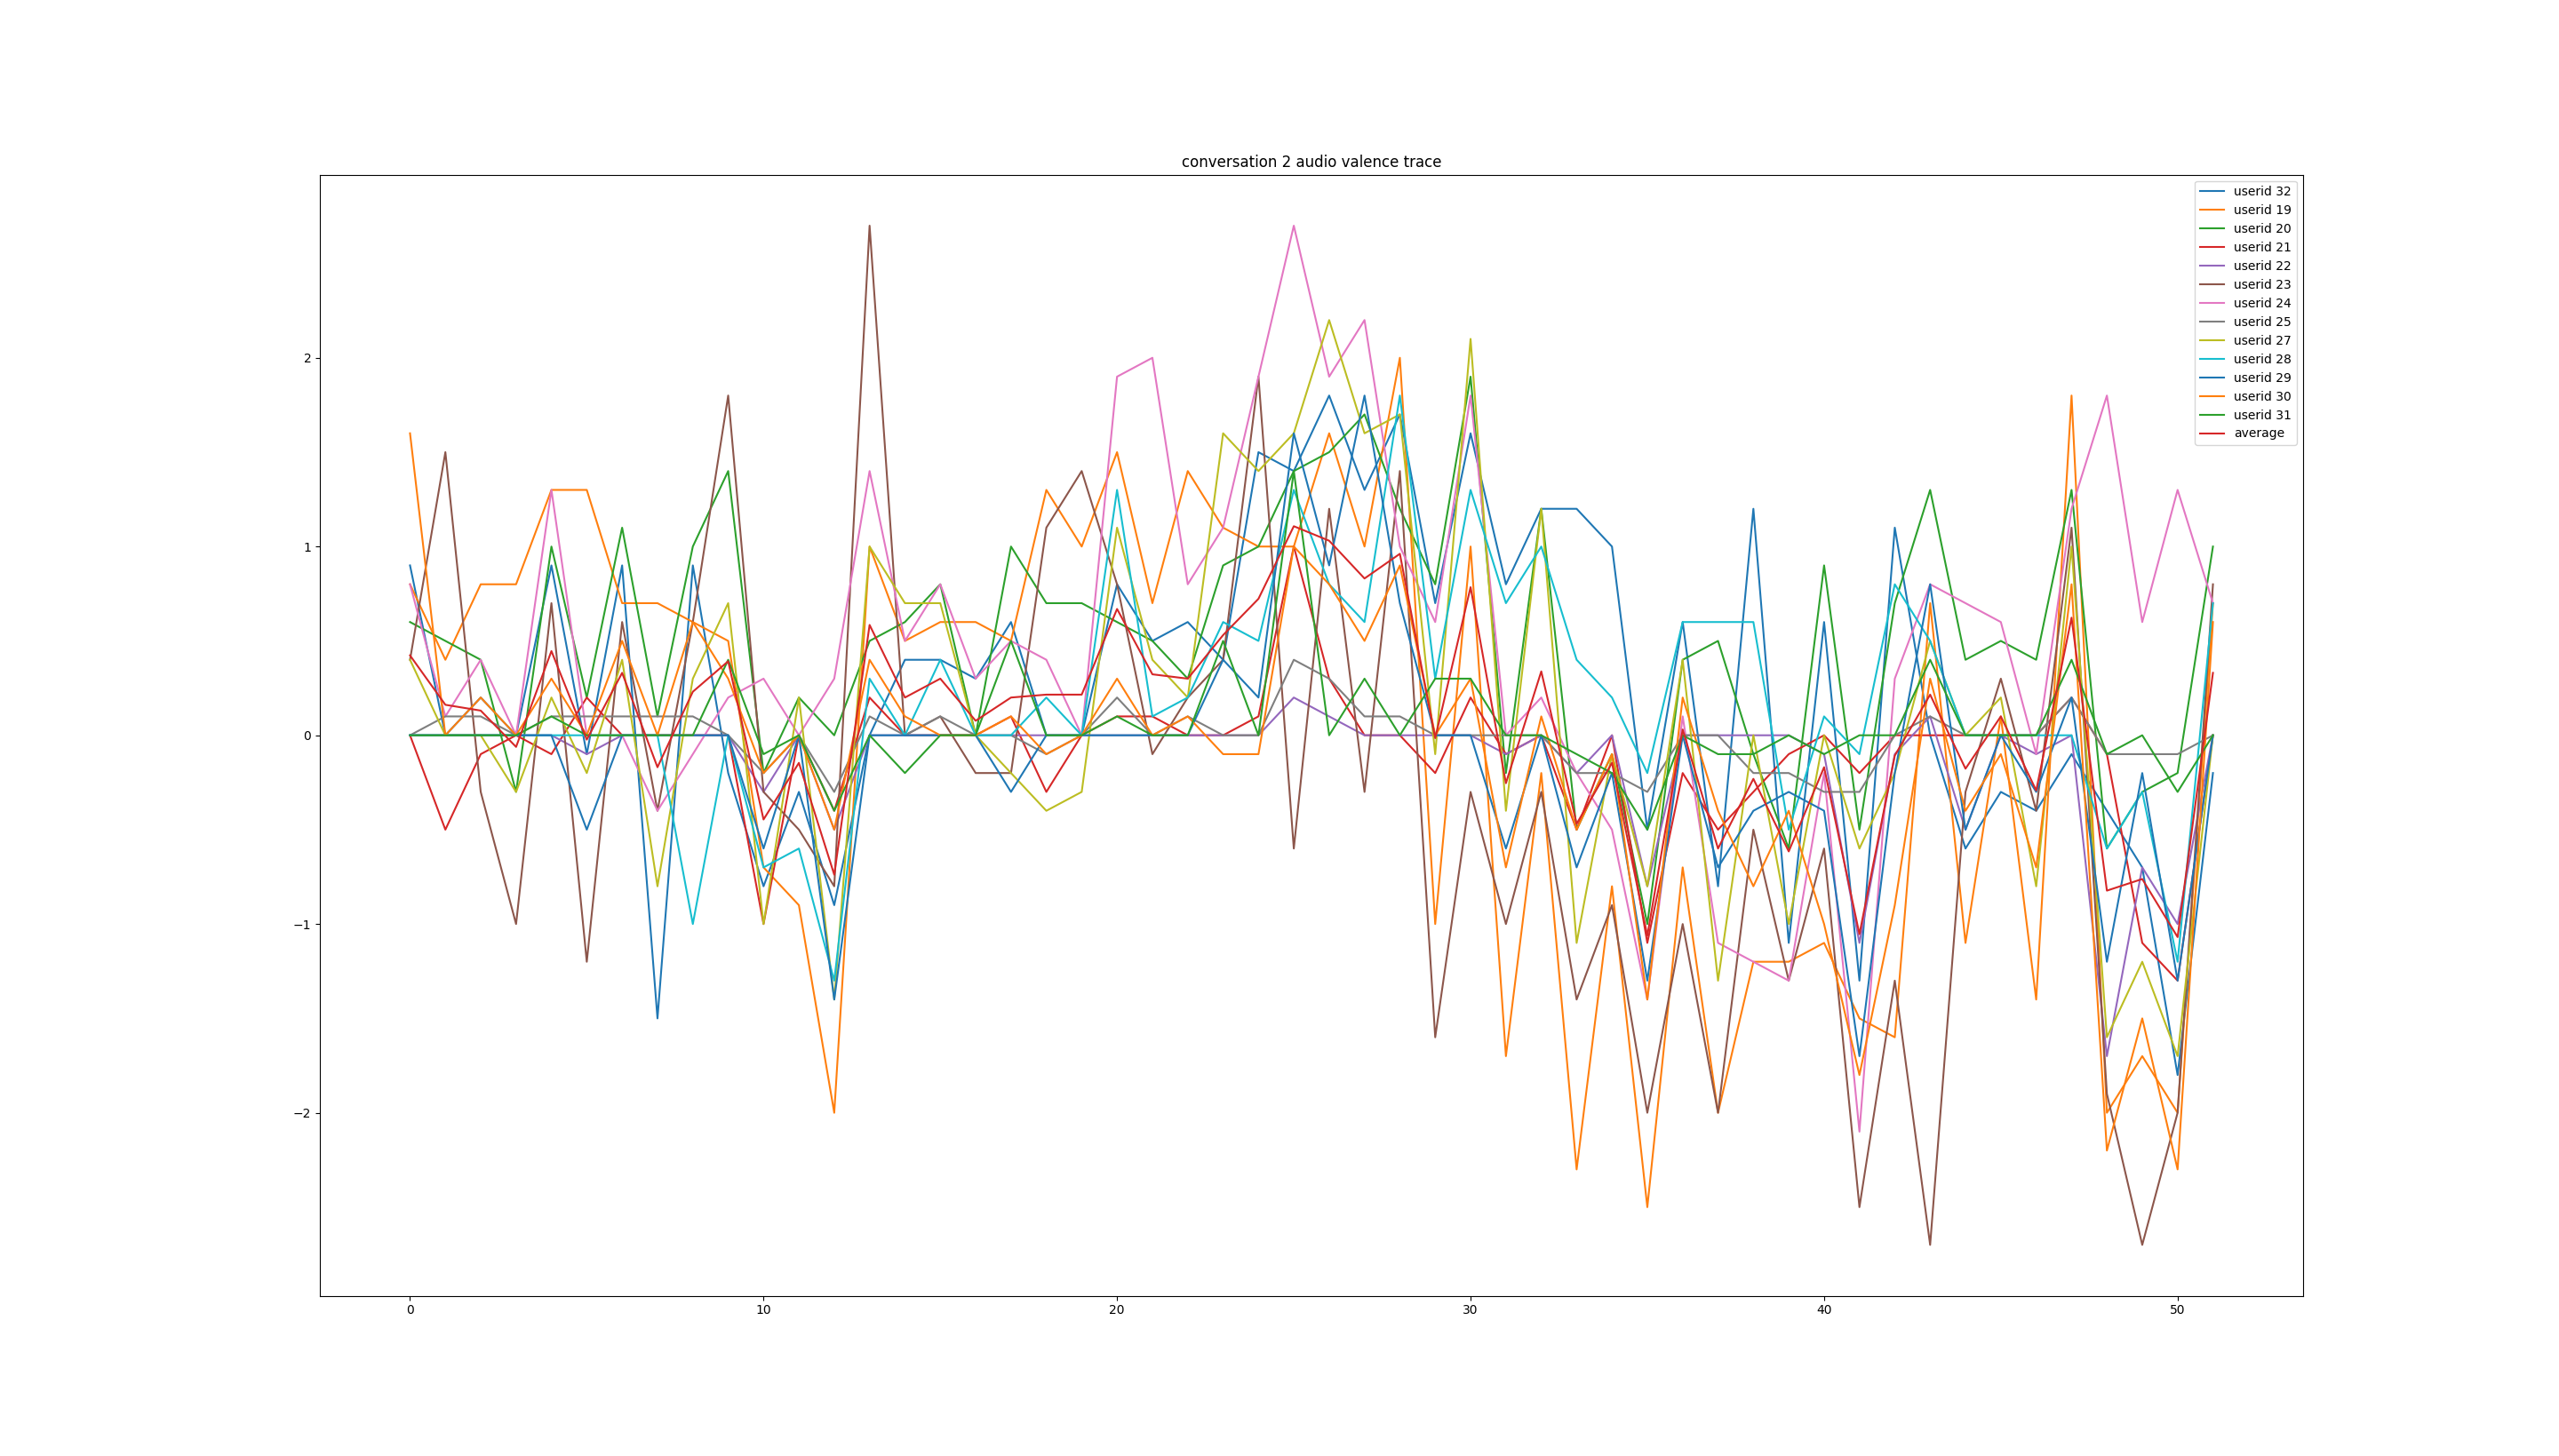 conversation 2 audio valence trace
userid 32
userid 19
userid 20
userid 21
userid 22
userid 23
userid 24
userid 25
userid 27
userid 28
userid 29
userid 30
userid 31
average
2
1
0
−1
−2
0 10 20 30 40 50